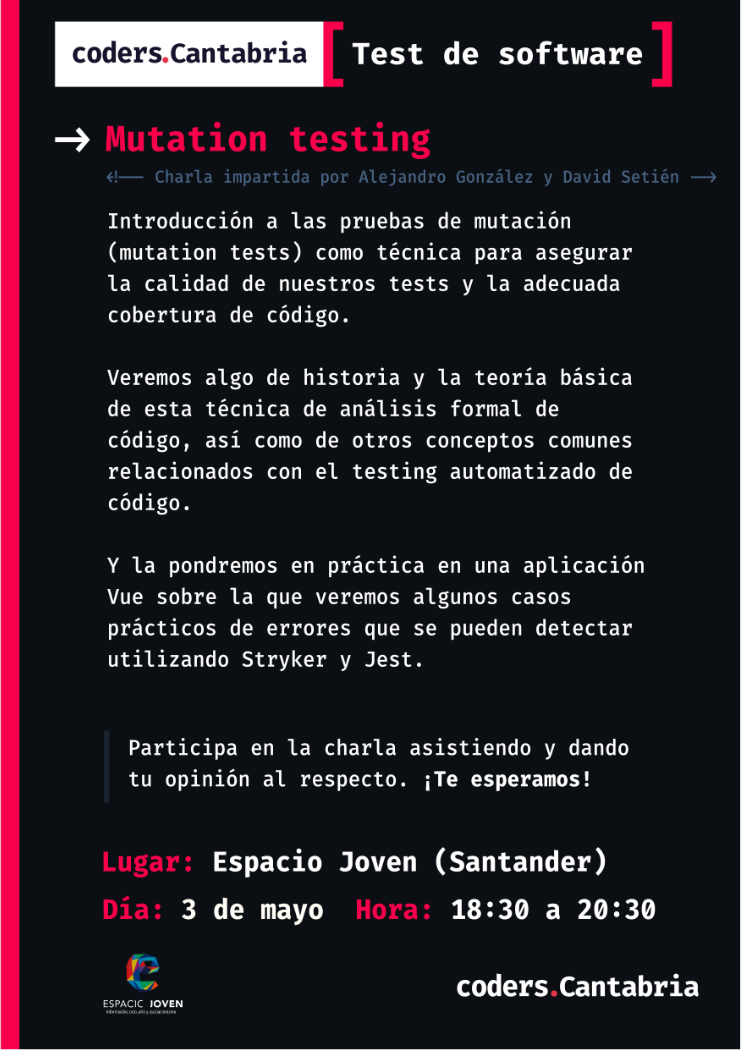 coders.Cantabria [ Test de software ]
→ Mutation testing
<!-- Charla impartida por Alejandro González y David Setién -->
Introducción a las pruebas de mutación
(mutation tests) como técnica para asegurar
la calidad de nuestros tests y la adecuada
cobertura de código.
Veremos algo de historia y la teoría básica
de esta técnica de análisis formal de
código, así como de otros conceptos comunes
relacionados con el testing automatizado de
código.
Y la pondremos en práctica en una aplicación
Vue sobre la que veremos algunos casos
prácticos de errores que se pueden detectar
utilizando Stryker y Jest.
Participa en la charla asistiendo y dando
tu opinión al respecto. ¡Te esperamos!
Lugar: Espacio Joven (Santander)
Día: 3 de mayo Hora: 18:30 a 20:30
ESPACIC JOVEN
coders.Cantabria